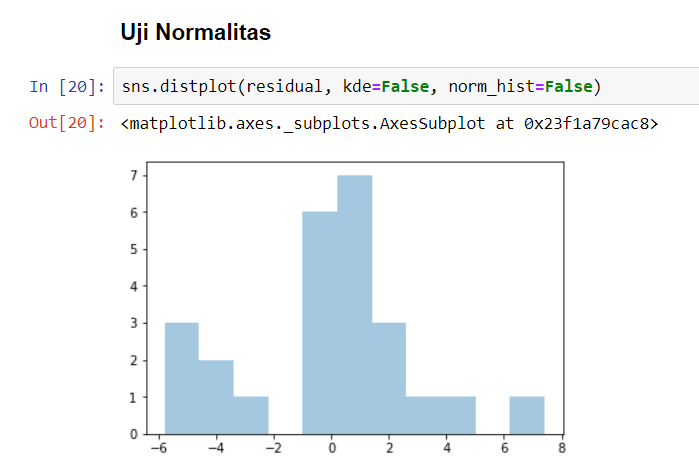 Uji Normalitas
In [20]: sns.distplot(residual, kde=False, norm_hist=False)
Out[20]: <matplotlib.axes._subplots.AxesSubplot at 0x23f1a79cac8>
7
6
5
4
3
2
1
0
−6 −4 −2 0 2 4 6 8